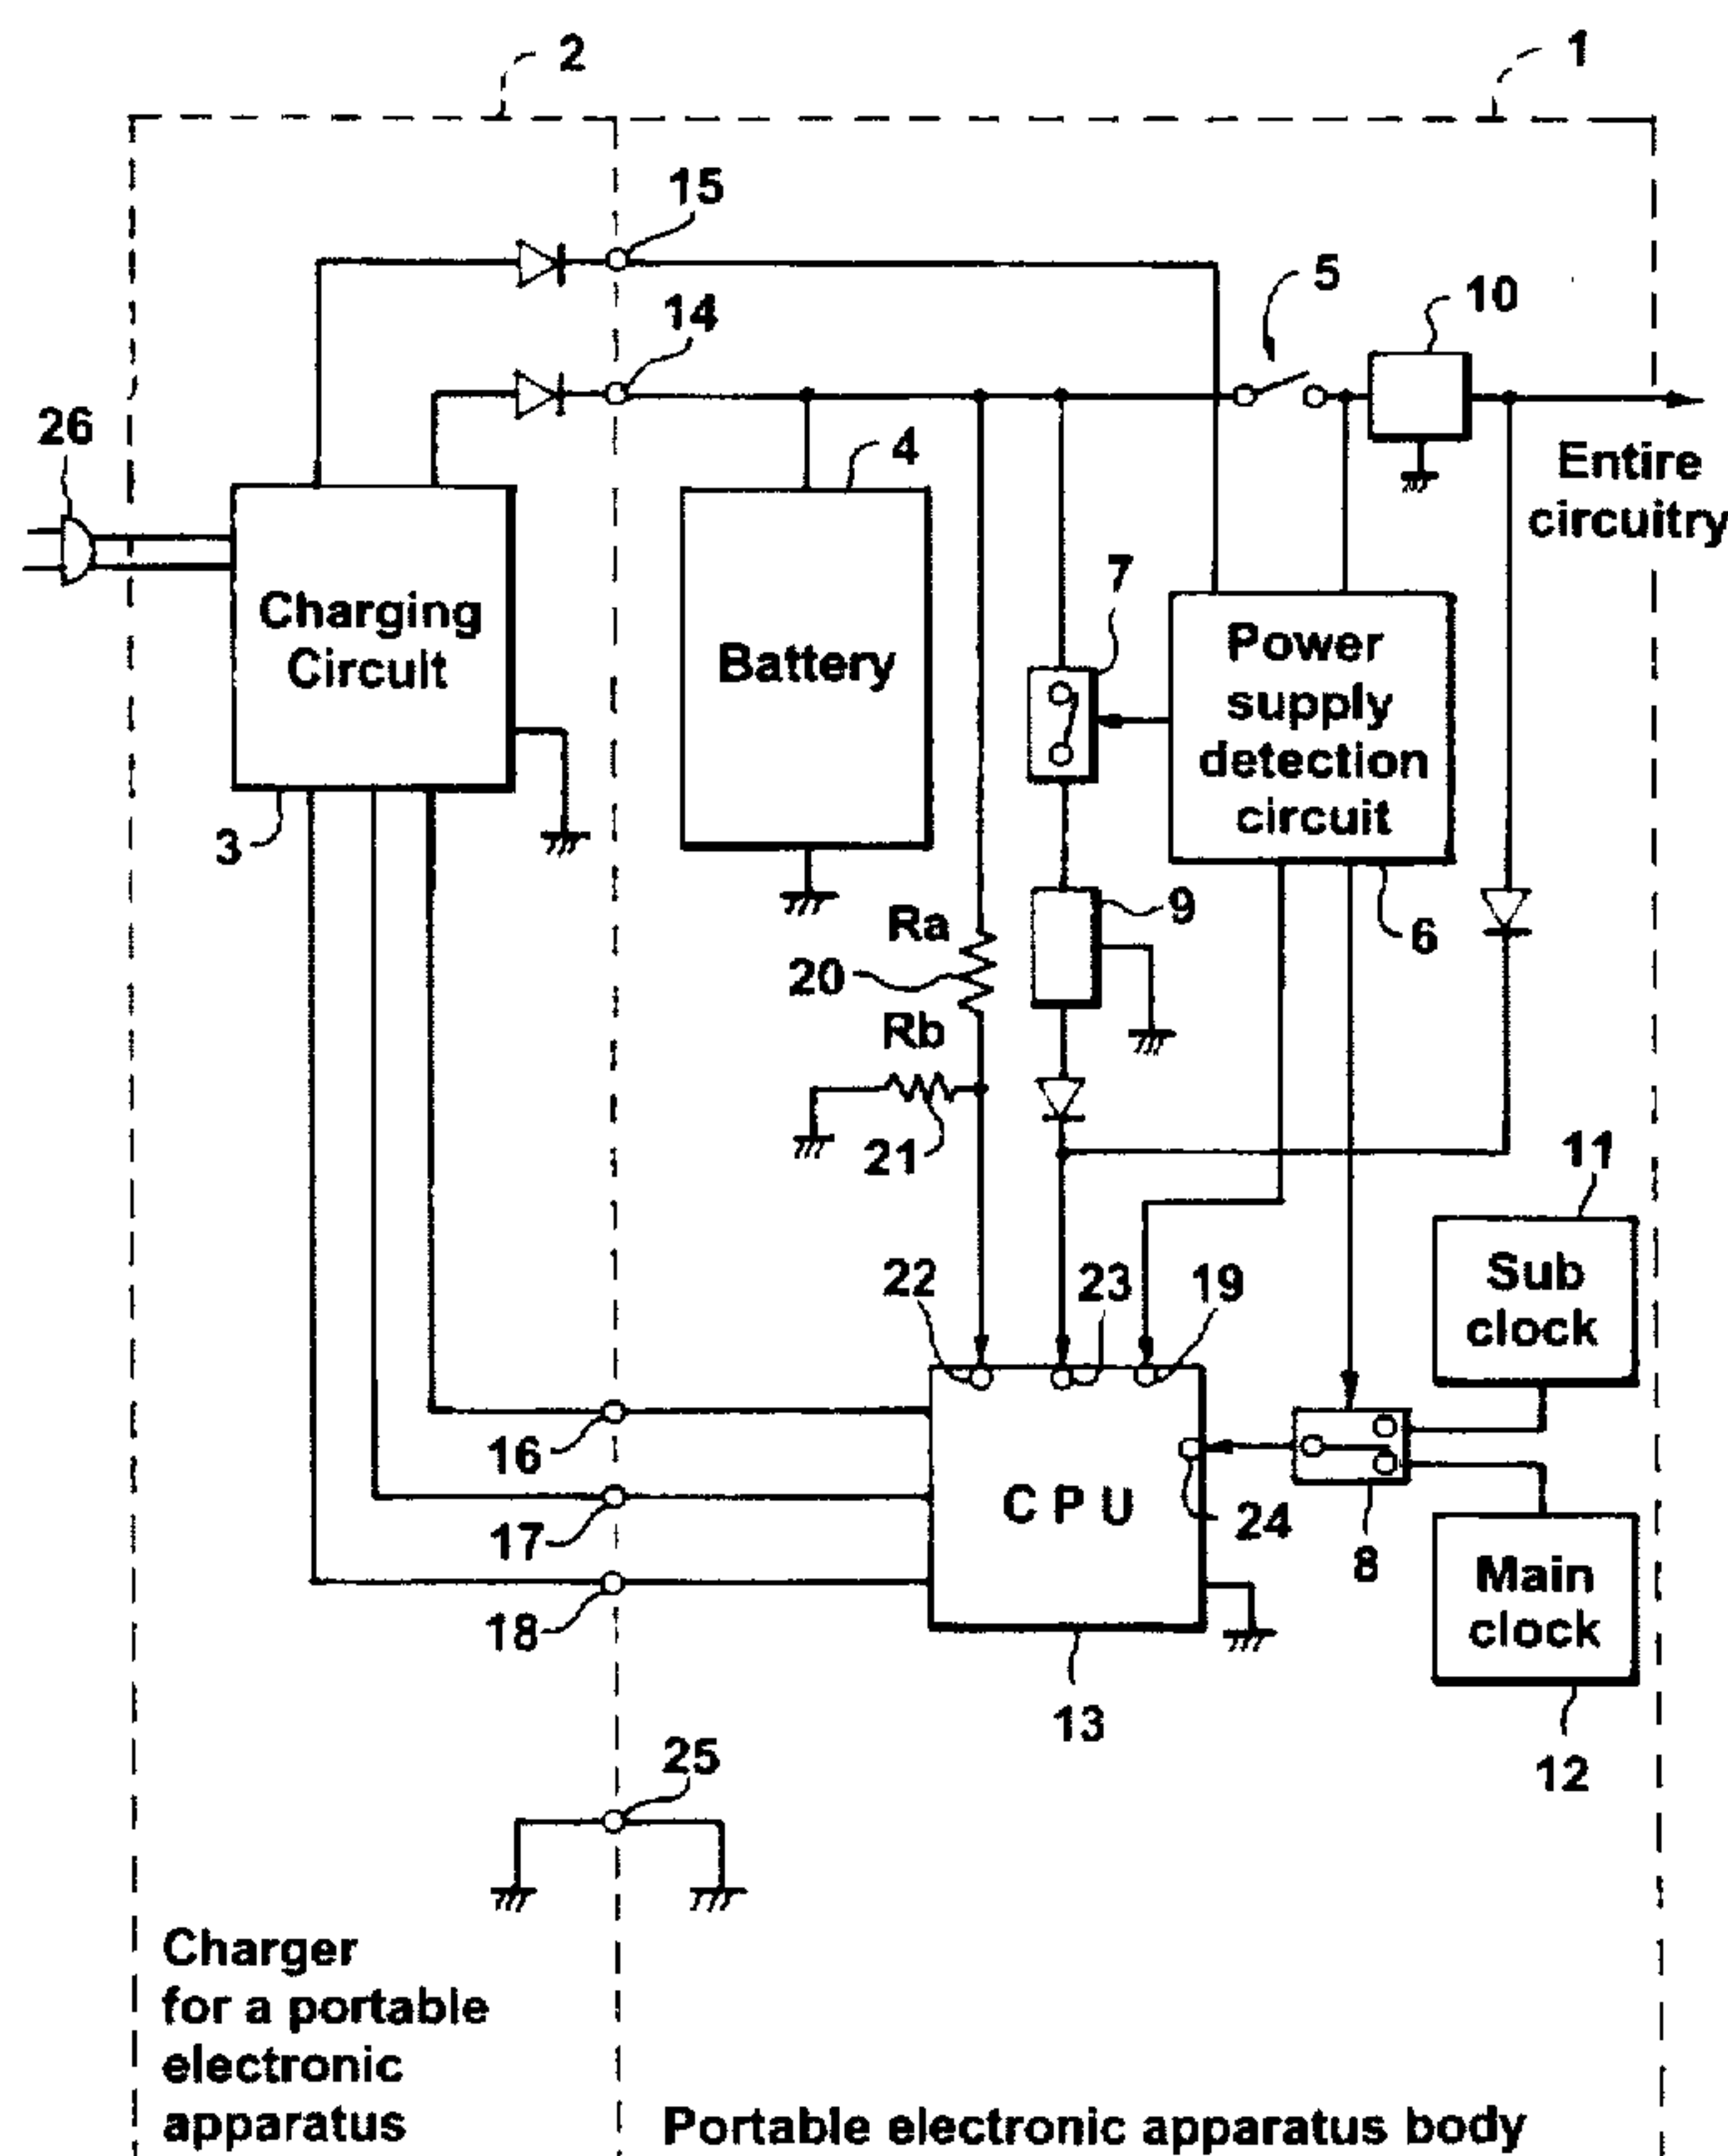 2
1
15
5
10
14
26
4
Entire
circuitry
7
Charging
Circuit
Battery
Power
supply
detection
circuit
3
Ra
9
6
20
Rb
21
11
Sub
clock
22
23
19
16
CPU
24
17
8
Main
clock
18
13
12
25
Charger
for a portable
electronic
apparatus
Portable electronic apparatus body